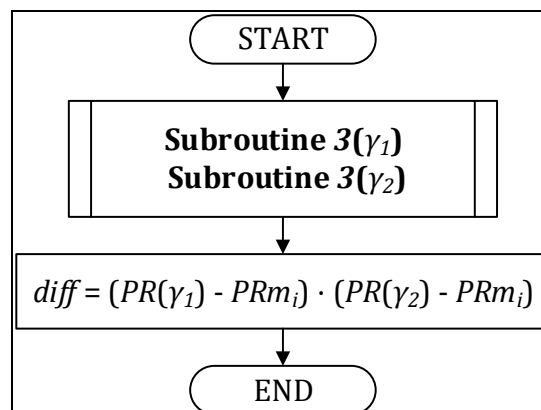 START
Subroutine 3(γ₁)
Subroutine 3(γ₂)
diff = (PR(γ₁) - PRmᵢ) · (PR(γ₂) - PRmᵢ)
END